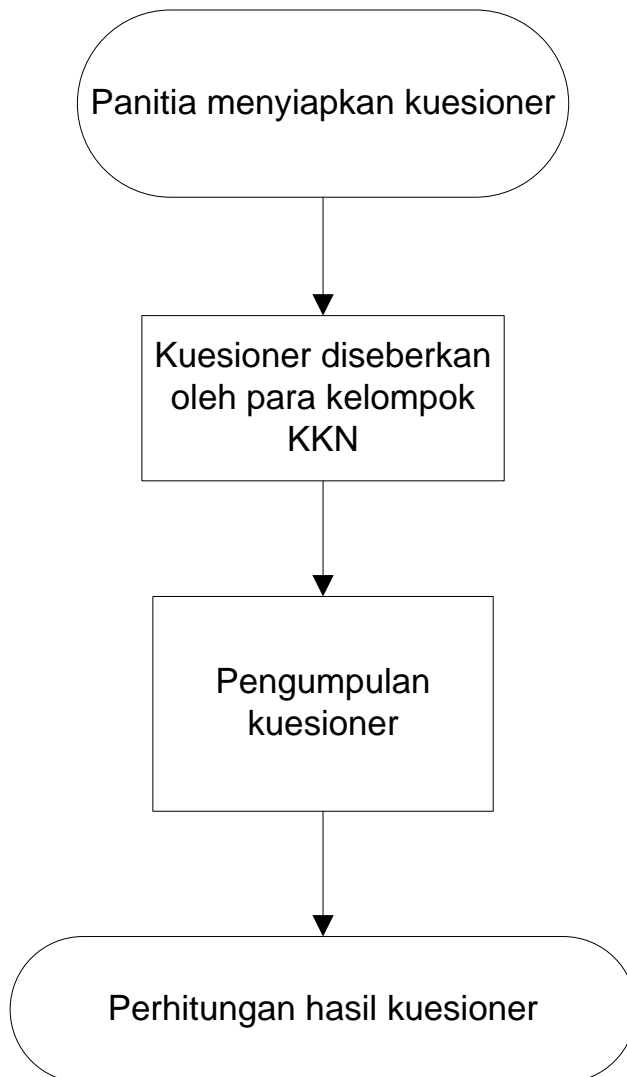 Panitia menyiapkan kuesioner
Kuesioner diseberkan
oleh para kelompok
KKN
Pengumpulan
kuesioner
Perhitungan hasil kuesioner